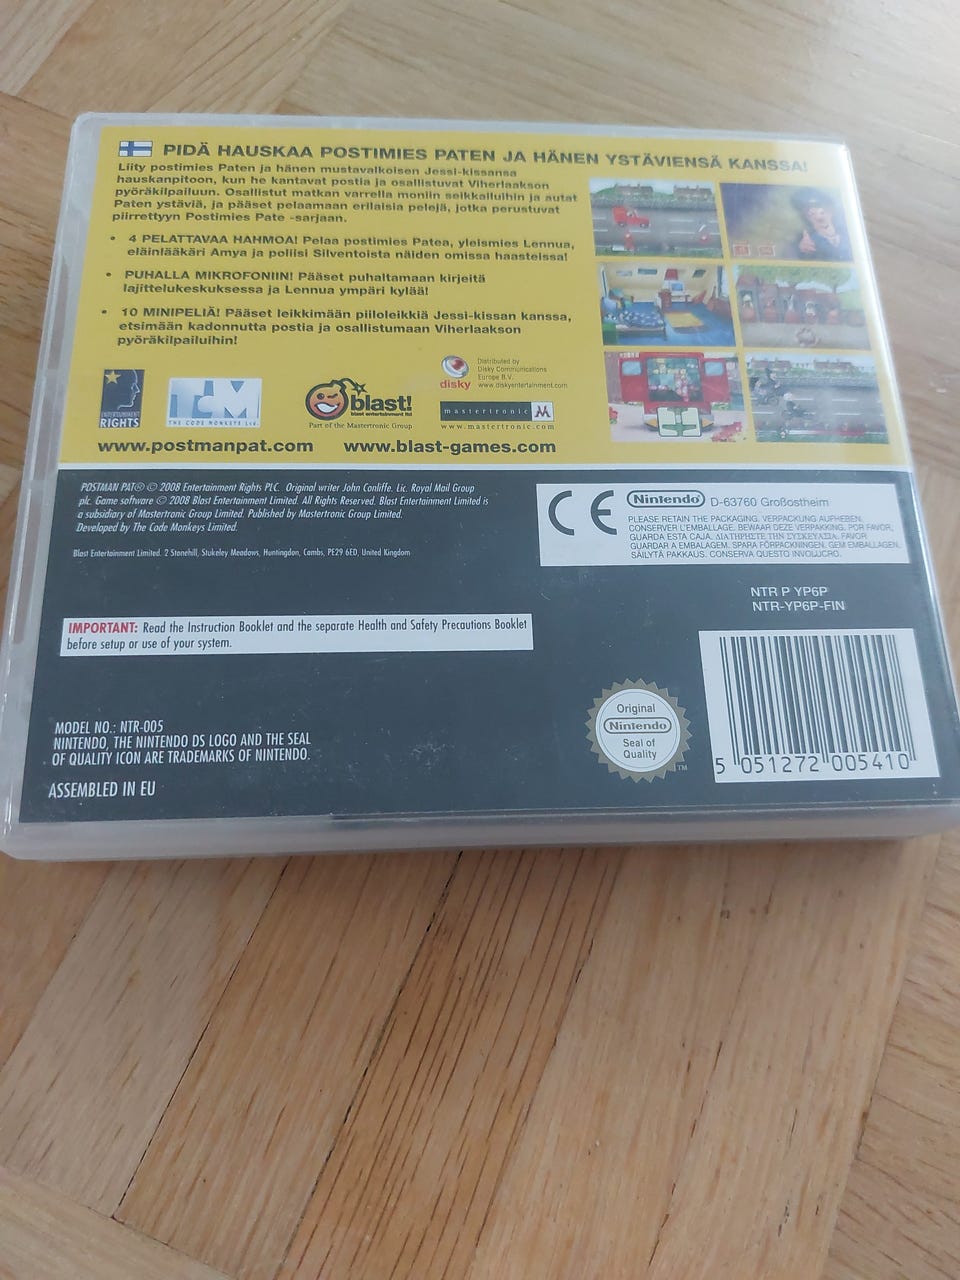 PIDÄ HAUSKAA POSTIMIES PATEN JA HÄNEN YSTÄVIENSÄ KANSSA!
Liity postimies Paten ja hänen mustavalkoisen Jessi-kissansa
hauskanpitoon, kun he kantavat postia ja osallistuvat Viherlaakson
pyöräkilpailuun. Osallistut matkan varrella moniin seikkailuihin ja autat
Paten ystäviä, ja pääset pelaamaan erilaisia pelejä, jotka perustuvat
piirrettyyn Postimies Pate -sarjaan.
• 4 PELATTAVAA HAHMOA! Pelaa postimies Patea, yleismies Lennua,
eläinlääkäri Amya ja poliisi Silventoista näiden omissa haasteissa!
• PUHALLA MIKROFONIIN! Pääset puhaltamaan kirjeitä
lajittelukeskuksessa ja Lennua ympäri kylää!
• 10 MINIPELIÄ! Pääset leikkimään piiloleikkiä Jessi-kissan kanssa,
etsimään kadonnutta postia ja osallistumaan Viherlaakson
pyöräkilpailuihin!
ENTERTAINMENT
RIGHTS
TCM
THE CODE MONKEYS Ltd.
blast!
blast entertainment ltd
Part of the Mastertronic Group
disky
Distributed by
Disky Communications
Europe B.V.
www.diskyentertainment.com
mastertronic M
www.mastertronic.com
www.postmanpat.com www.blast-games.com
POSTMAN PAT® © 2008 Entertainment Rights PLC. Original writer John Cunliffe. Lic. Royal Mail Group
plc. Game software © 2008 Blast Entertainment Limited. All Rights Reserved. Blast Entertainment Limited is
a subsidiary of Mastertronic Group Limited. Published by Mastertronic Group Limited.
Developed by The Code Monkeys Limited.
Blast Entertainment Limited. 2 Stonehill, Stukeley Meadows, Huntingdon, Cambs, PE29 6ED, United Kingdom
CE Nintendo® D-63760 Großostheim
PLEASE RETAIN THE PACKAGING. VERPACKUNG AUFHEBEN.
CONSERVER L'EMBALLAGE. BEWAAR DEZE VERPAKKING. POR FAVOR,
GUARDA ESTA CAJA. ΔΙΑΤΗΡΗΣΤΕ ΤΗΝ ΣΥΣΚΕΥΑΣΙΑ. FAVOR
GUARDAR A EMBALAGEM. SPARA FÖRPACKNINGEN. GEM EMBALLAGEN.
SÄILYTÄ PAKKAUS. CONSERVA QUESTO INVOLUCRO.
NTR P YP6P
NTR-YP6P-FIN
IMPORTANT: Read the Instruction Booklet and the separate Health and Safety Precautions Booklet
before setup or use of your system.
MODEL NO.: NTR-005
NINTENDO, THE NINTENDO DS LOGO AND THE SEAL
OF QUALITY ICON ARE TRADEMARKS OF NINTENDO.
ASSEMBLED IN EU
Original
Nintendo®
Seal of
Quality
TM
5 051272 005410